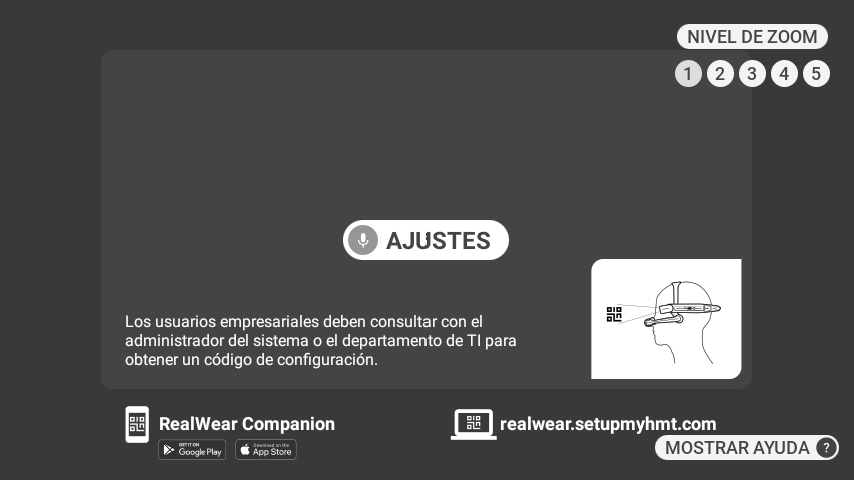 NIVEL DE ZOOM
1 2 3 4 5
AJUSTES
Los usuarios empresariales deben consultar con el
administrador del sistema o el departamento de TI para
obtener un código de configuración.
RealWear Companion
GET IT ON
Google Play
Download on the
App Store
realwear.setupmyhmt.com
MOSTRAR AYUDA ?